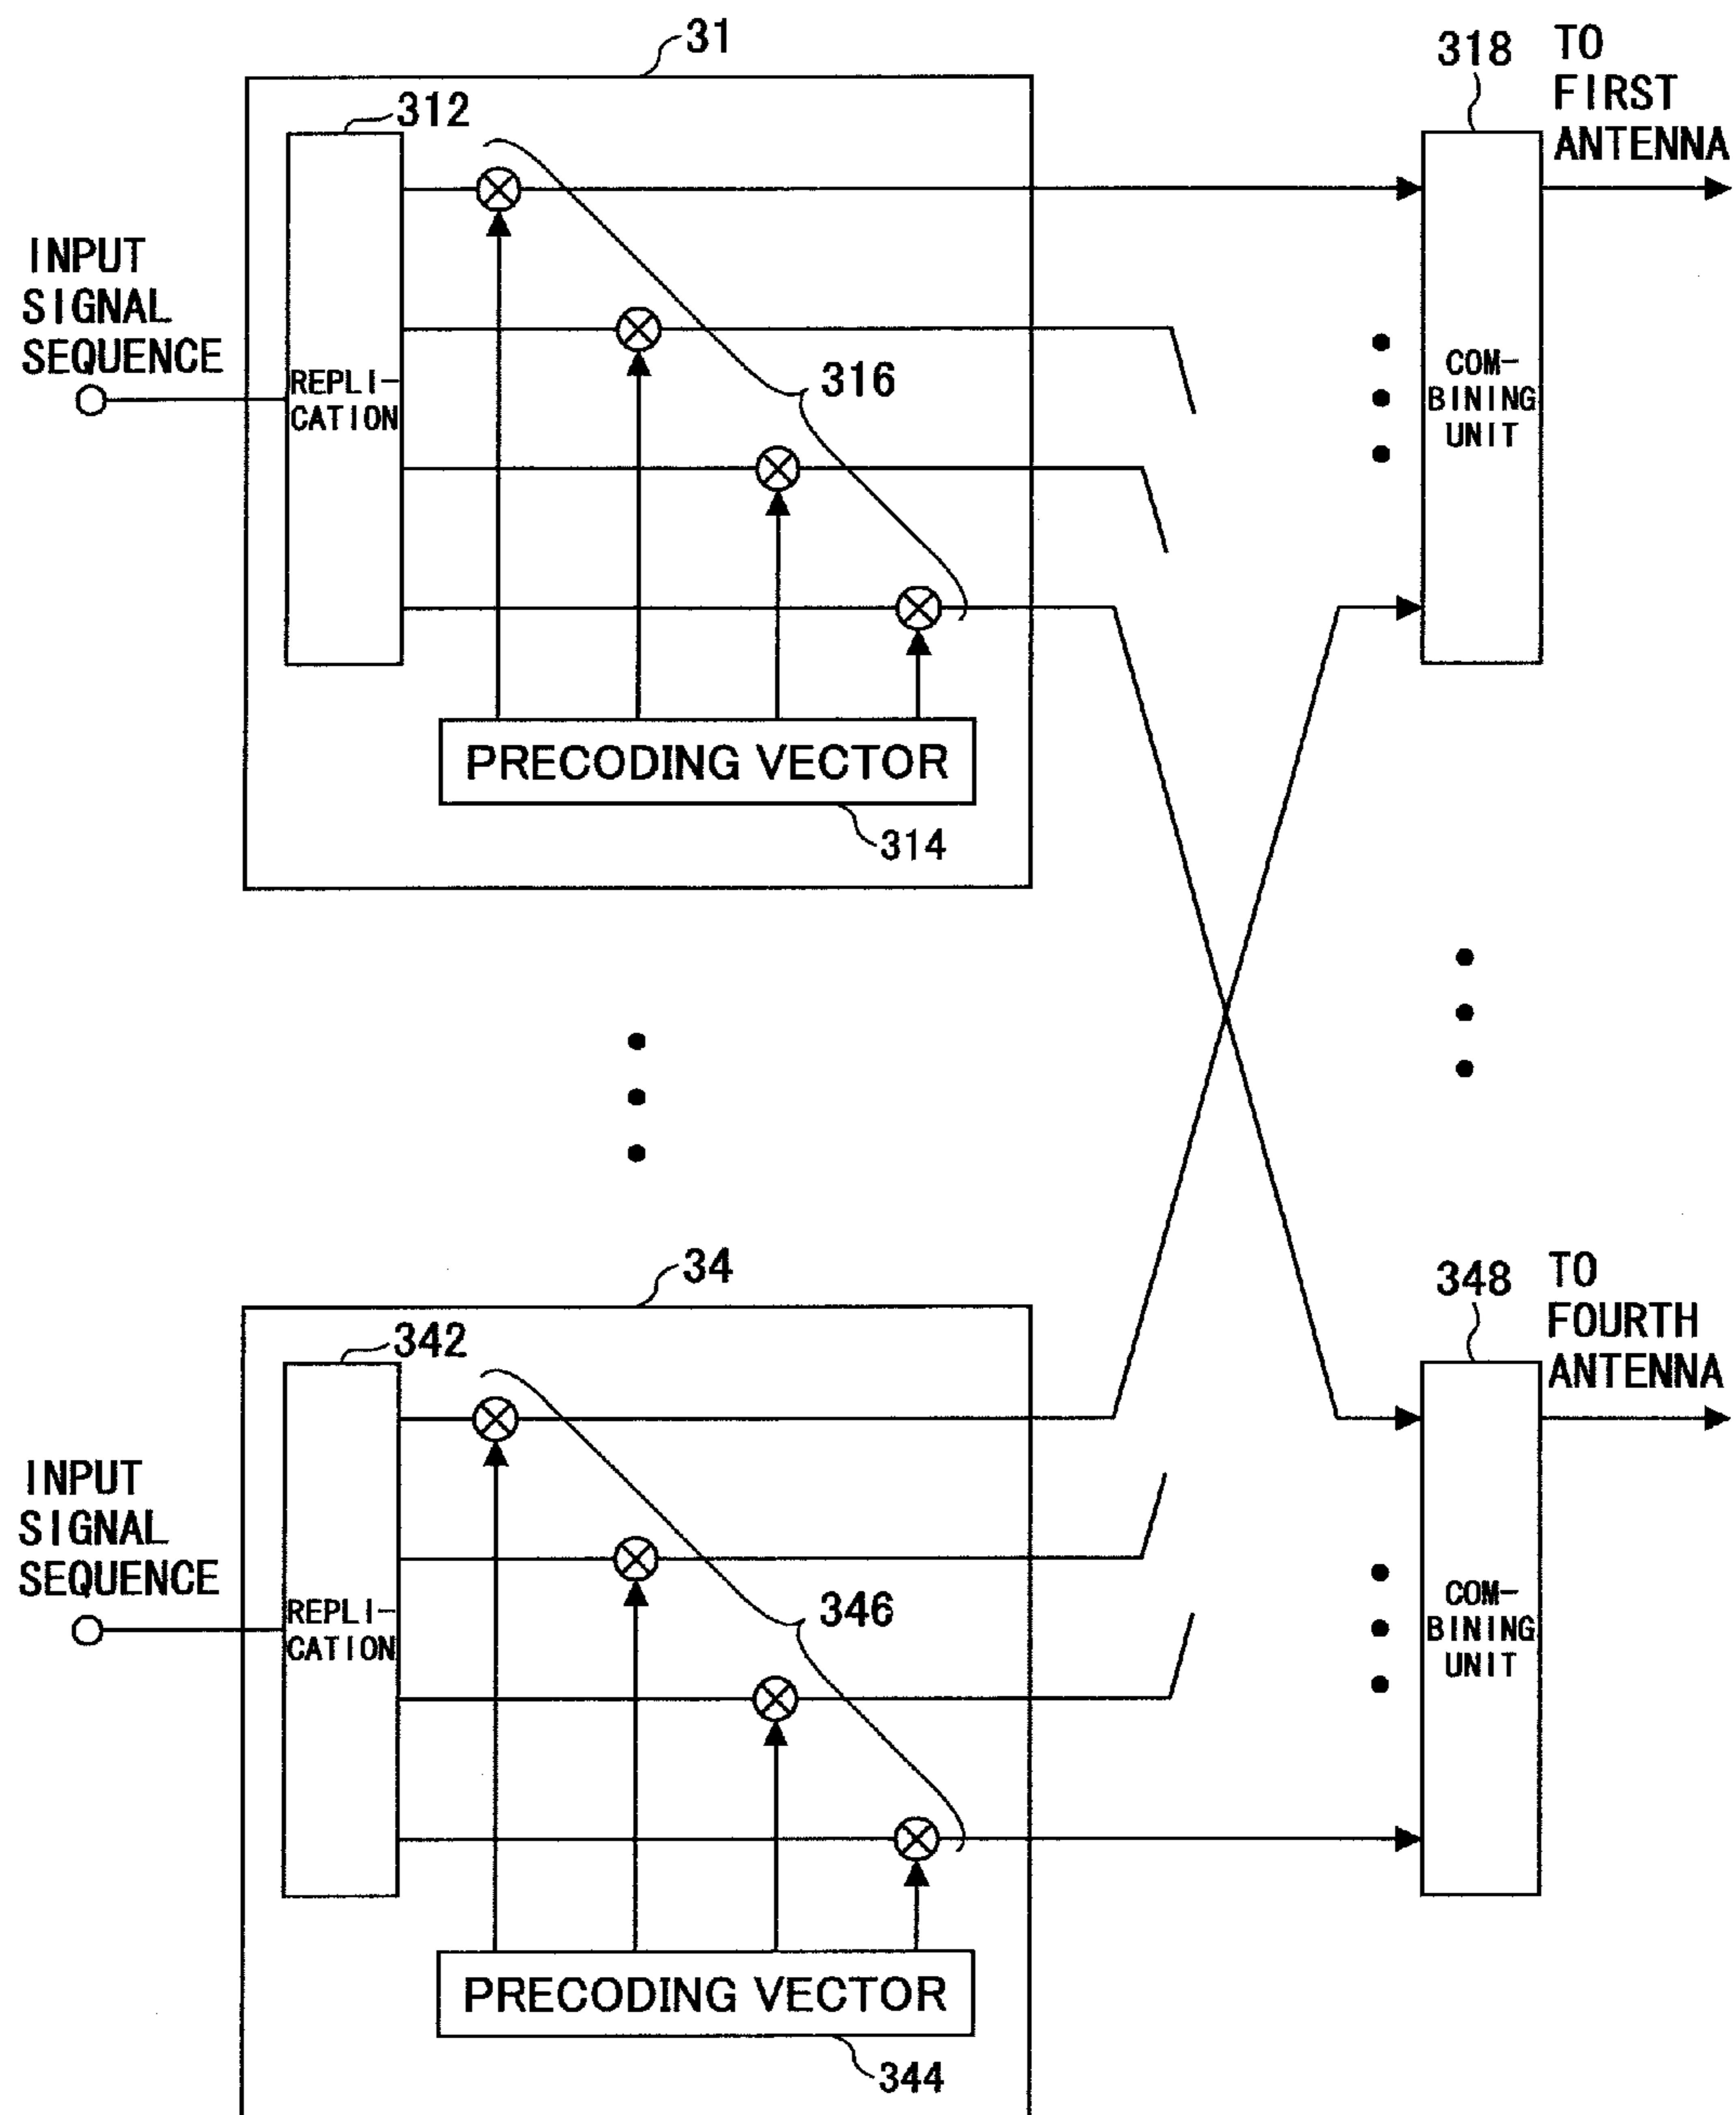 31
318
TO
FIRST
ANTENNA
312
INPUT
SIGNAL
SEQUENCE
REPLI-
CATION
316
COM-
BINING
UNIT
PRECODING VECTOR
314
34
348
TO
FOURTH
ANTENNA
342
INPUT
SIGNAL
SEQUENCE
REPLI-
CATION
346
COM-
BINING
UNIT
PRECODING VECTOR
344